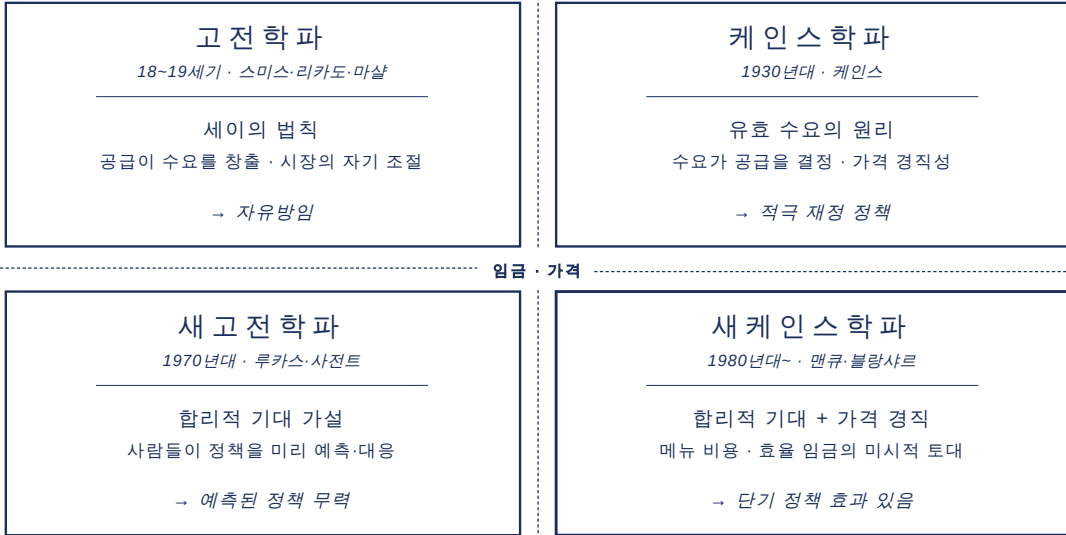 고전학파
18~19세기 · 스미스·리카도·마샬
세이의 법칙
공급이 수요를 창출 · 시장의 자기 조절
→ 자유방임
케인스학파
1930년대 · 케인스
유효 수요의 원리
수요가 공급을 결정 · 가격 경직성
→ 적극 재정 정책
임금 · 가격
새고전학파
1970년대 · 루카스·사전트
합리적 기대 가설
사람들이 정책을 미리 예측·대응
→ 예측된 정책 무력
새케인스학파
1980년대~ · 맨큐·블랑샤르
합리적 기대 + 가격 경직
메뉴 비용 · 효율 임금의 미시적 토대
→ 단기 정책 효과 있음